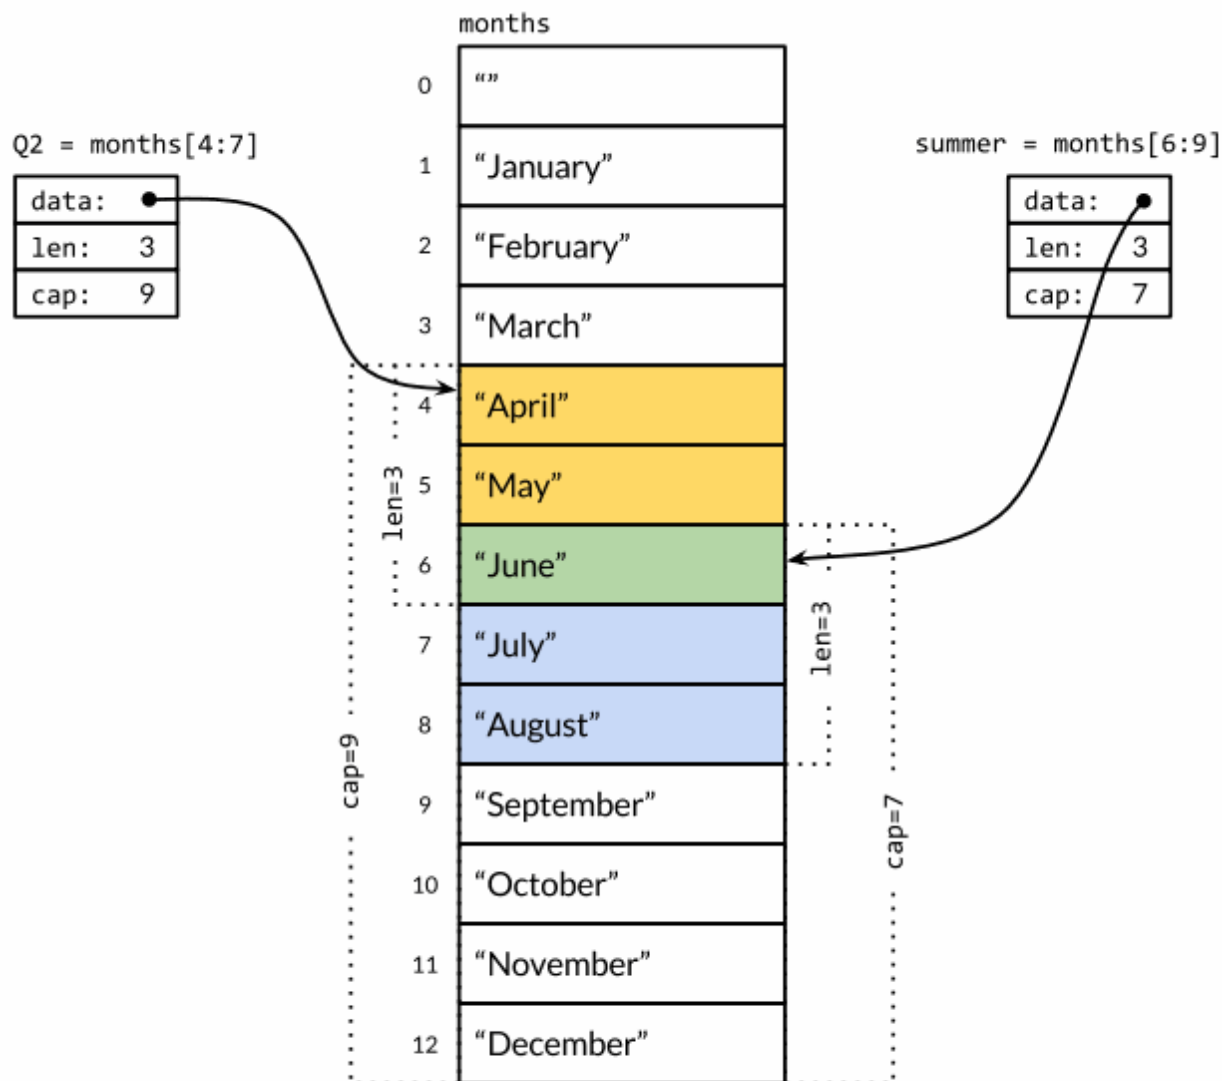 months
0 “”
Q2 = months[4:7]
data:
len: 3
cap: 9
summer = months[6:9]
data:
len: 3
cap: 7
1 “January”
2 “February”
3 “March”
4 “April”
5 “May”
6 “June”
7 “July”
8 “August”
9 “September”
10 “October”
11 “November”
12 “December”
len=3
cap=9
len=3
cap=7